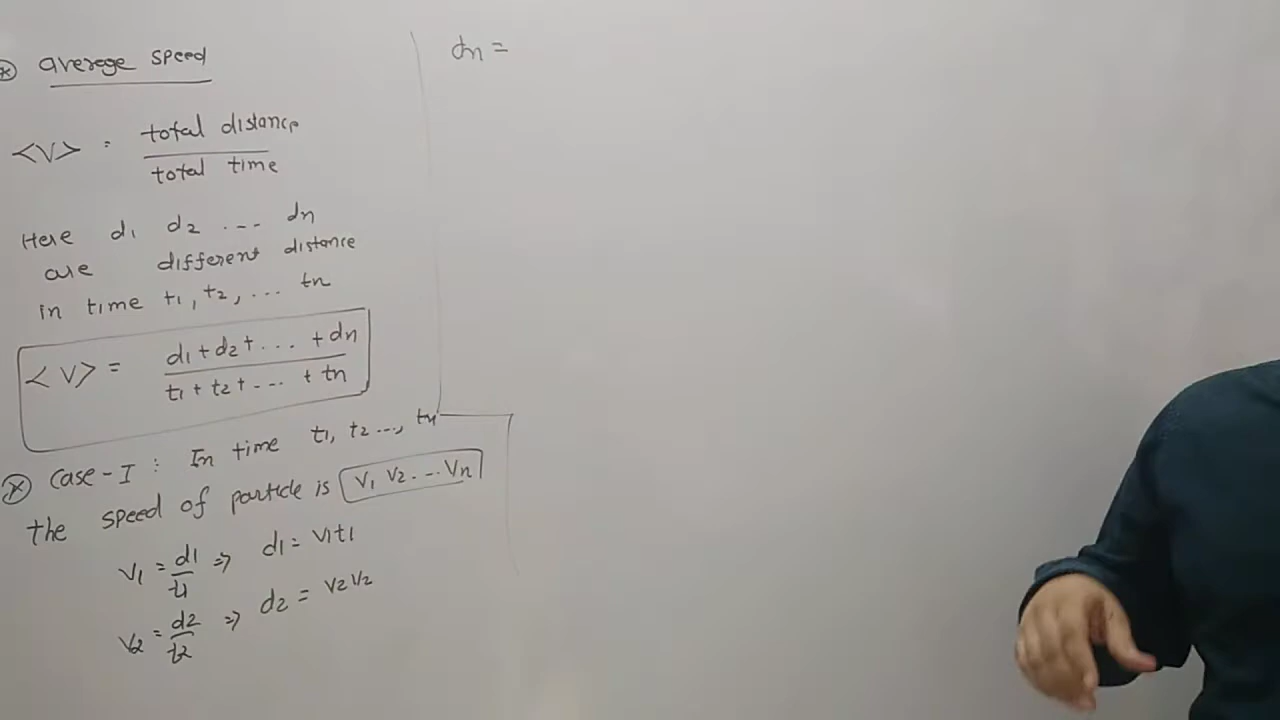 ⊛ average speed
<V> = total distance
total time
Here d1 d2 ... dn
are different distance
in time t1, t2, ... tn
<V> = d1 + d2 + ... + dn
t1 + t2 + ... + tn
⊛ Case-I : In time t1, t2 ..., tn
the speed of particle is V1 V2 ... Vn
V1 = d1/t1 ⇒ d1 = V1t1
V2 = d2/t2 ⇒ d2 = V2 V2
dn =